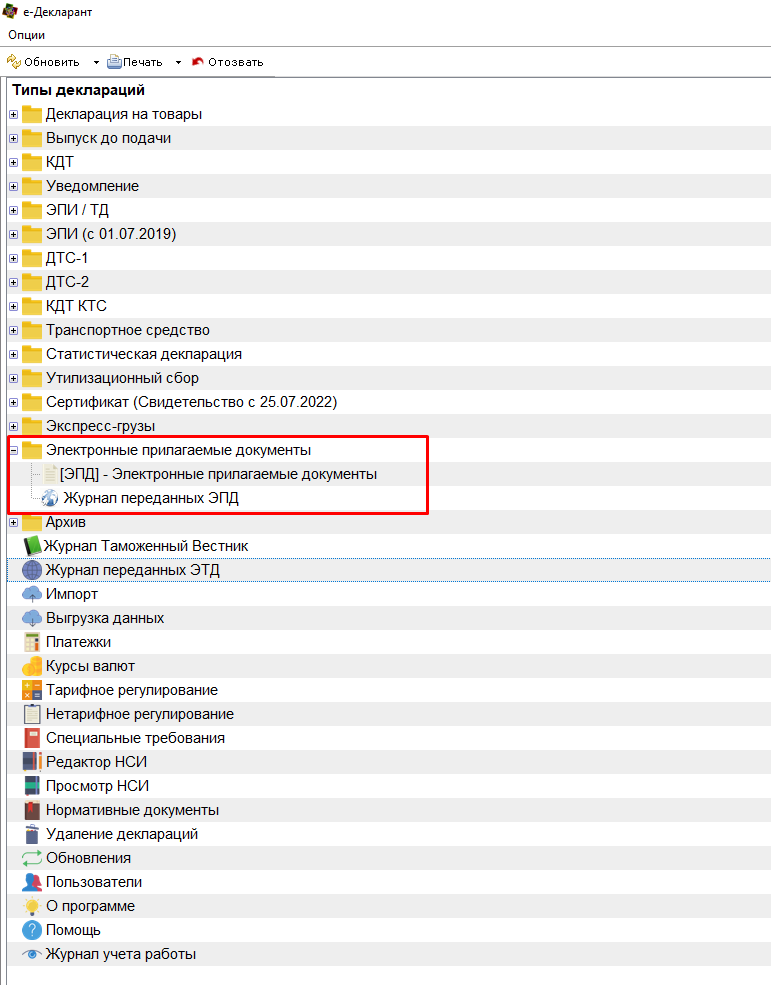 е-Декларант
Опции
Обновить Печать Отозвать
Типы деклараций
Декларация на товары
Выпуск до подачи
КДТ
Уведомление
ЭПИ / ТД
ЭПИ (с 01.07.2019)
ДТС-1
ДТС-2
КДТ КТС
Транспортное средство
Статистическая декларация
Утилизационный сбор
Сертификат (Свидетельство с 25.07.2022)
Экспресс-грузы
Электронные прилагаемые документы
[ЭПД] - Электронные прилагаемые документы
Журнал переданных ЭПД
Архив
Журнал Таможенный Вестник
Журнал переданных ЭТД
Импорт
Выгрузка данных
Платежки
Курсы валют
Тарифное регулирование
Нетарифное регулирование
Специальные требования
Редактор НСИ
Просмотр НСИ
Нормативные документы
Удаление деклараций
Обновления
Пользователи
О программе
Помощь
Журнал учета работы